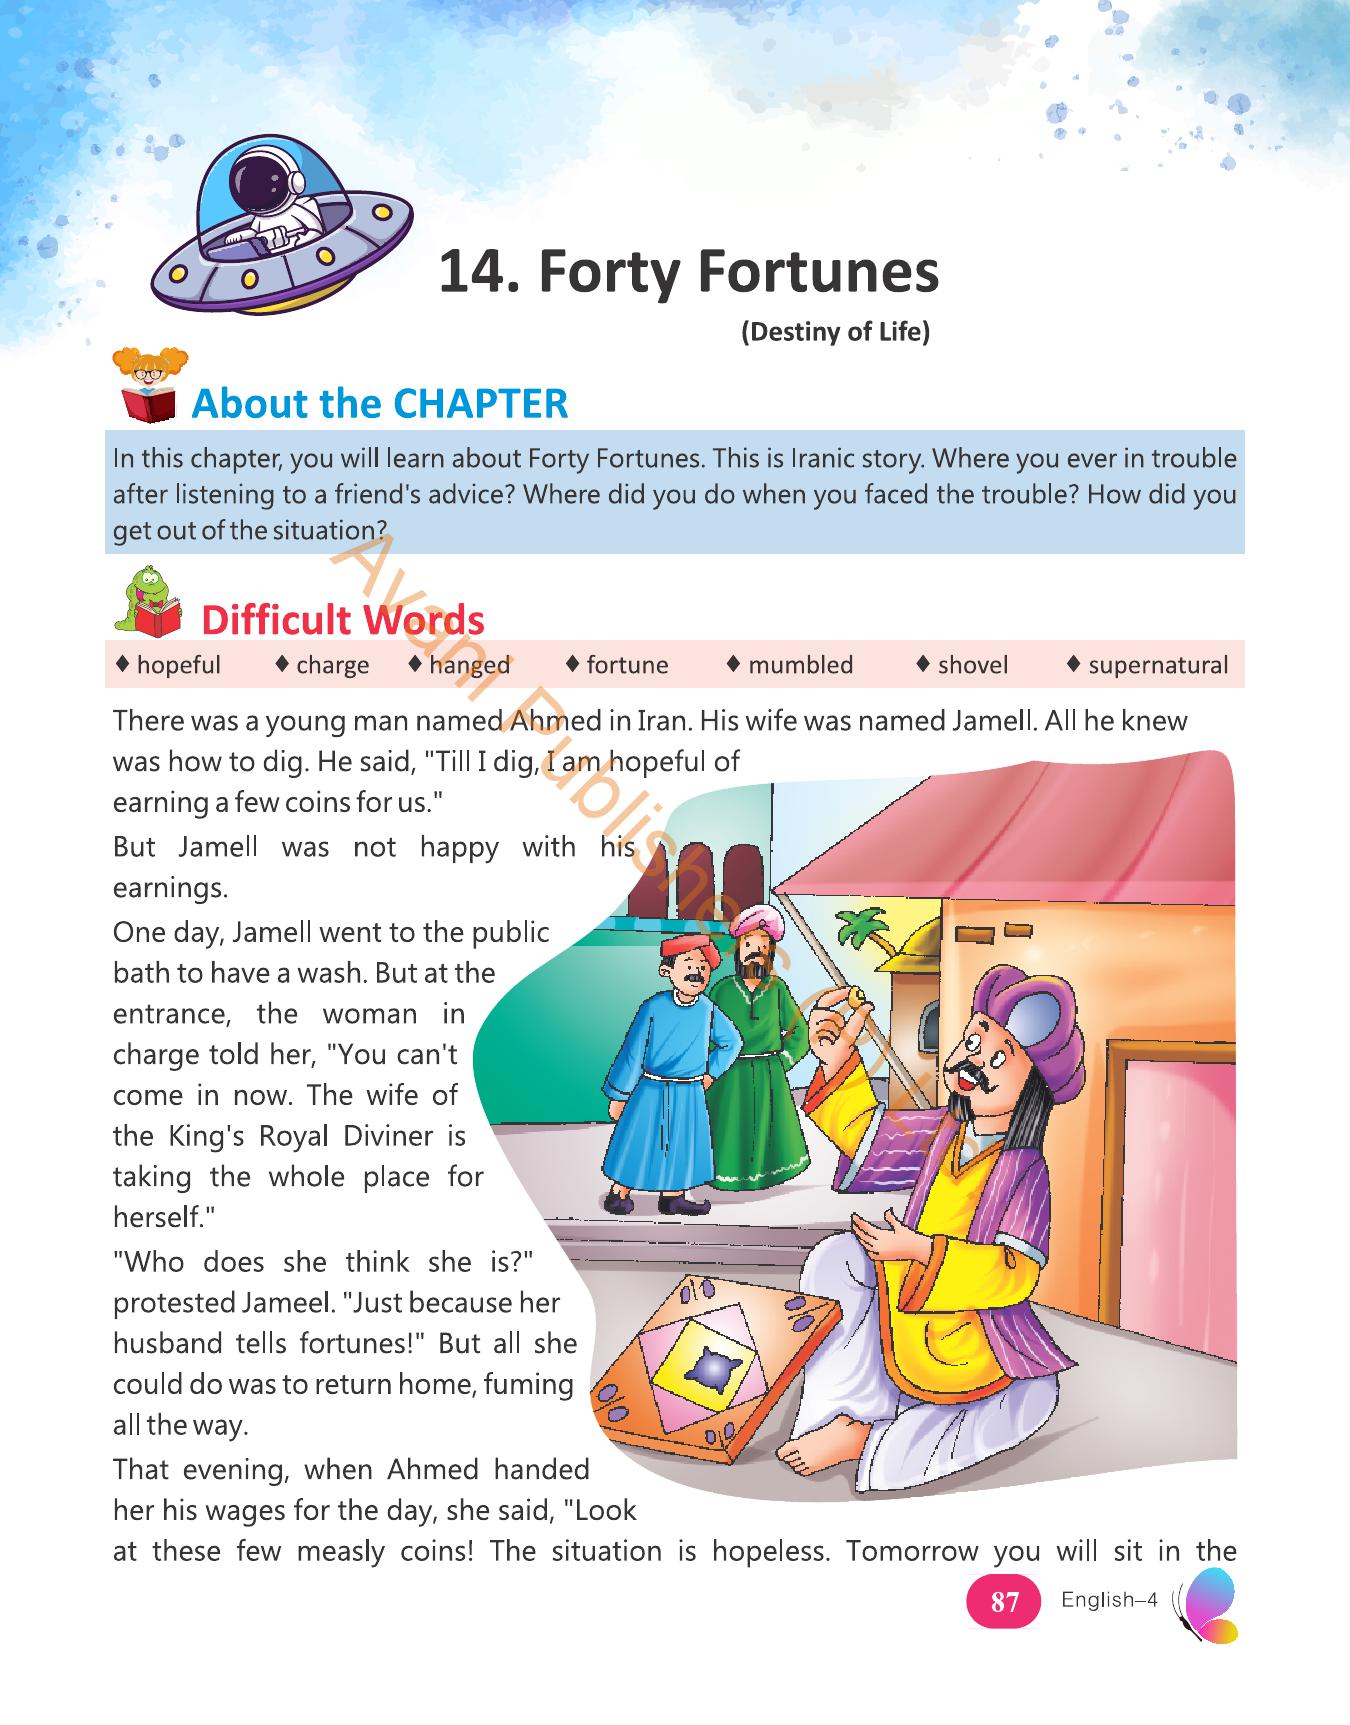 14. Forty Fortunes
(Destiny of Life)
About the CHAPTER
In this chapter, you will learn about Forty Fortunes. This is Iranic story. Where you ever in trouble
after listening to a friend's advice? Where did you do when you faced the trouble? How did you
get out of the situation?
Difficult Words
♦ hopeful ♦ charge ♦ hanged ♦ fortune ♦ mumbled ♦ shovel ♦ supernatural
There was a young man named Ahmed in Iran. His wife was named Jamell. All he knew
was how to dig. He said, "Till I dig, I am hopeful of
earning a few coins for us."
But Jamell was not happy with his
earnings.
One day, Jamell went to the public
bath to have a wash. But at the
entrance, the woman in
charge told her, "You can't
come in now. The wife of
the King's Royal Diviner is
taking the whole place for
herself."
"Who does she think she is?"
protested Jameel. "Just because her
husband tells fortunes!" But all she
could do was to return home, fuming
all the way.
That evening, when Ahmed handed
her his wages for the day, she said, "Look
at these few measly coins! The situation is hopeless. Tomorrow you will sit in the
87 English–4
Avani Publishers